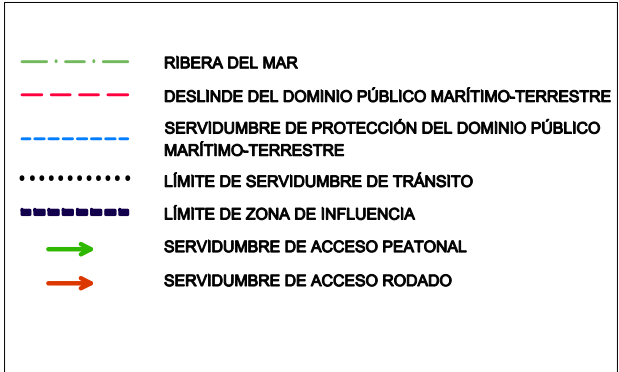 RIBERA DEL MAR
DESLINDE DEL DOMINIO PÚBLICO MARÍTIMO-TERRESTRE
SERVIDUMBRE DE PROTECCIÓN DEL DOMINIO PÚBLICO
MARÍTIMO-TERRESTRE
LÍMITE DE SERVIDUMBRE DE TRÁNSITO
LÍMITE DE ZONA DE INFLUENCIA
SERVIDUMBRE DE ACCESO PEATONAL
SERVIDUMBRE DE ACCESO RODADO